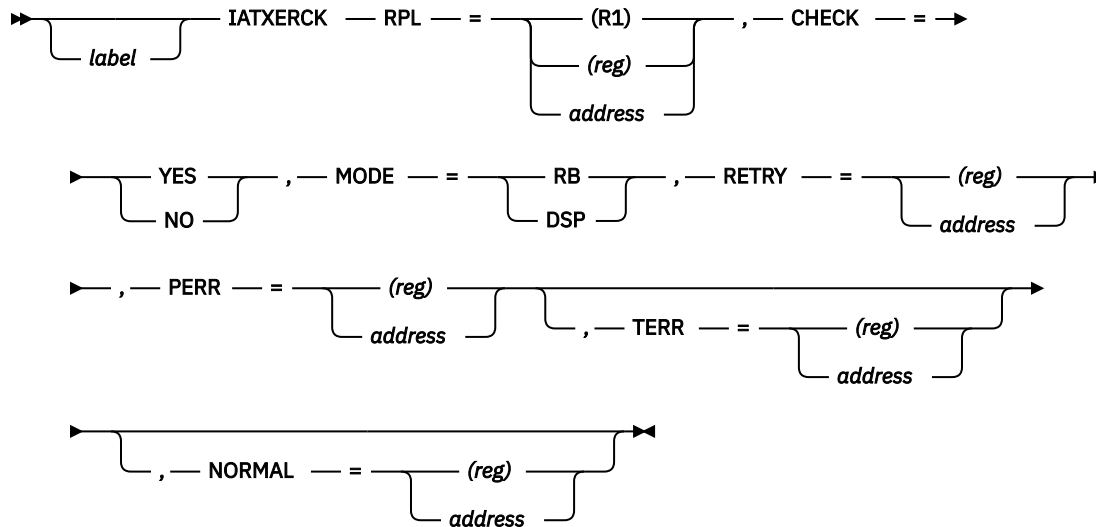 IATXERCK RPL = (R1) , CHECK =
label (reg)
address
YES , MODE = RB , RETRY = (reg)
NO DSP address
, PERR = (reg)
address , TERR = (reg)
address
, NORMAL = (reg)
address